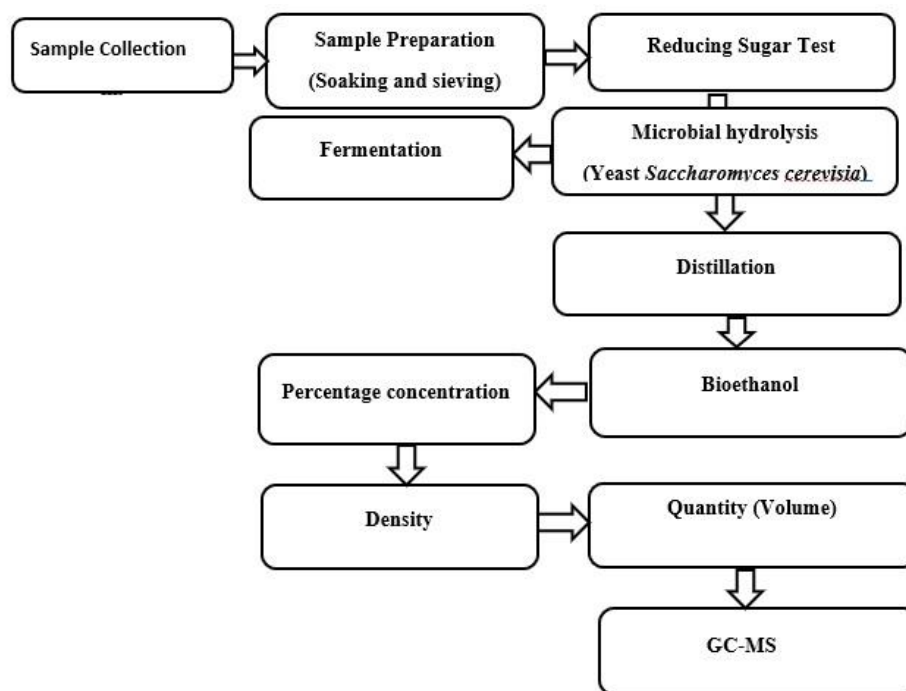 Sample Collection
Sample Preparation
(Soaking and sieving)
Reducing Sugar Test
Fermentation
Microbial hydrolysis
(Yeast Saccharomyces cerevisia)
Distillation
Bioethanol
Percentage concentration
Density
Quantity (Volume)
GC-MS